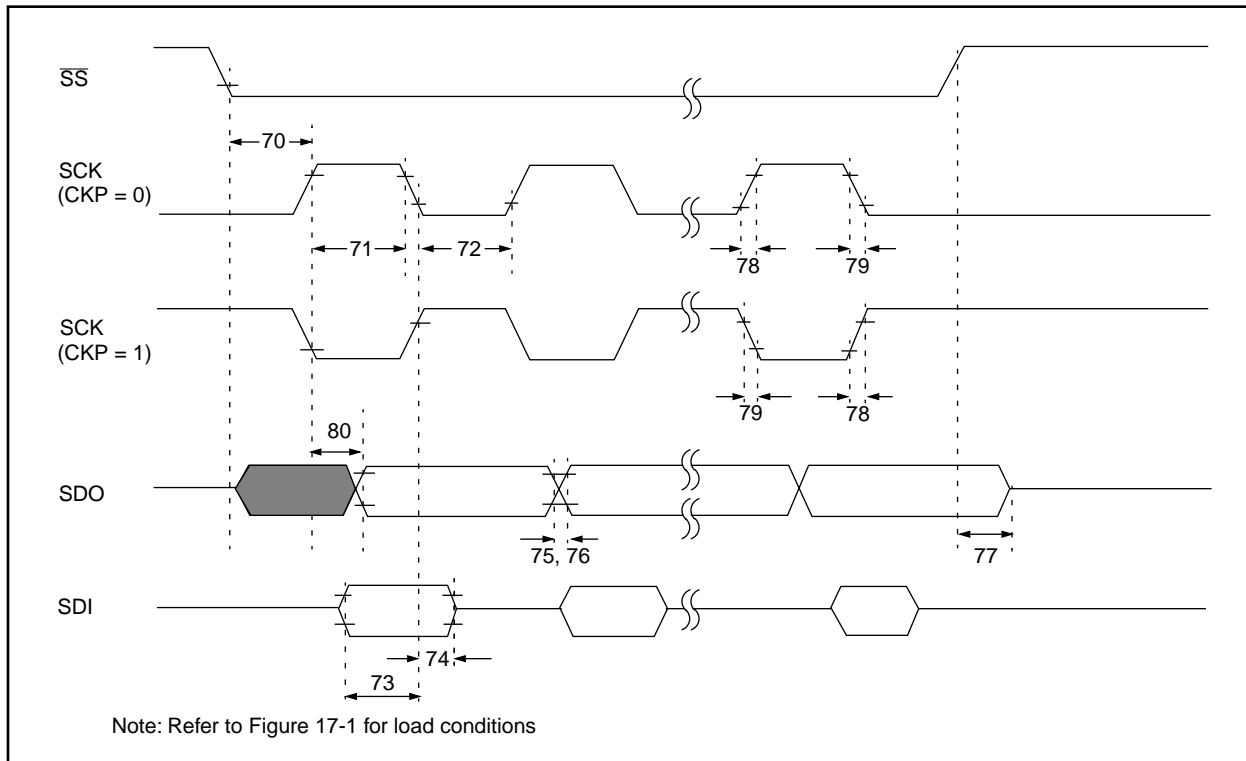 SS
70
SCK
(CKP = 0)
71
72
78
79
SCK
(CKP = 1)
79
78
80
SDO
75, 76
77
SDI
74
73
Note: Refer to Figure 17-1 for load conditions